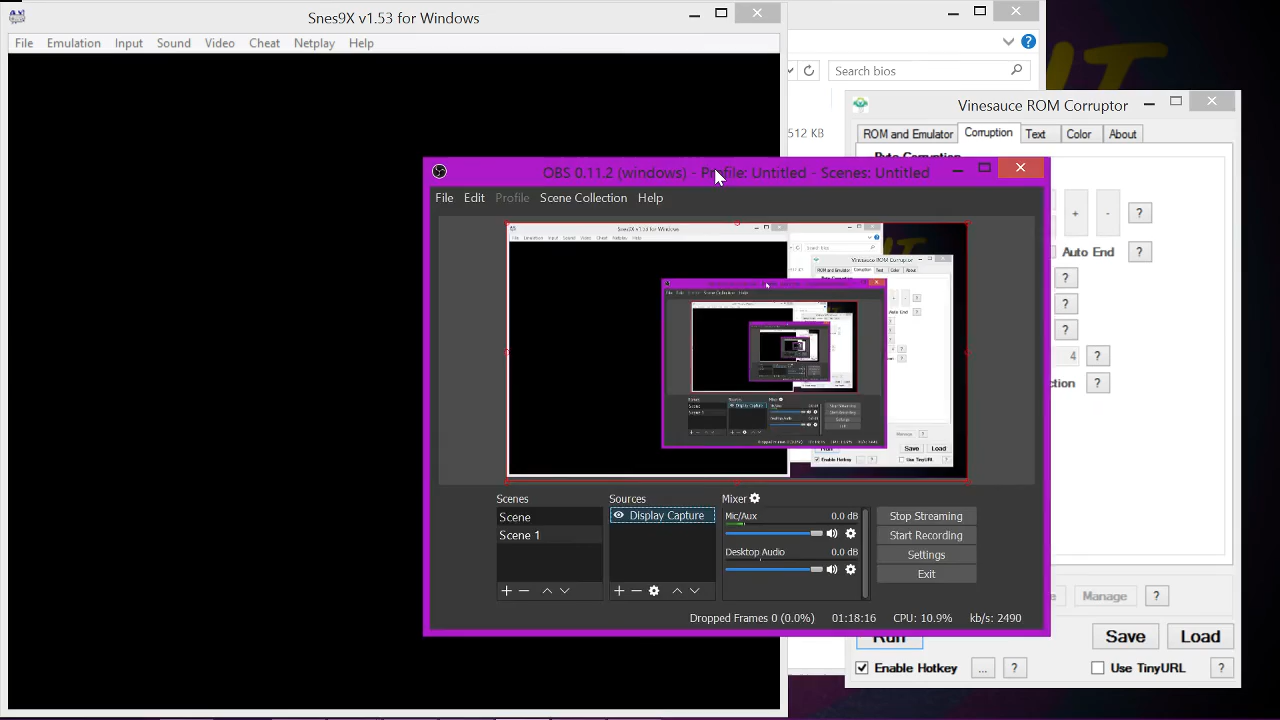 Snes9X v1.53 for Windows
File Emulation Input Sound Video Cheat Netplay Help
Search bios
512 KB
Vinesauce ROM Corruptor
ROM and Emulator Corruption Text Color About
+ - ?
Auto End ?
?
?
?
4 ?
?
Manage ?
Run Save Load
Enable Hotkey ... ? Use TinyURL ?
OBS 0.11.2 (windows) - Profile: Untitled - Scenes: Untitled
File Edit Profile Scene Collection Help
Scenes
Scene
Scene 1
Sources
Display Capture
Mixer
Mic/Aux 0.0 dB
Desktop Audio 0.0 dB
Stop Streaming
Start Recording
Settings
Exit
Dropped Frames 0 (0.0%) 01:18:16 CPU: 10.9% kb/s: 2490